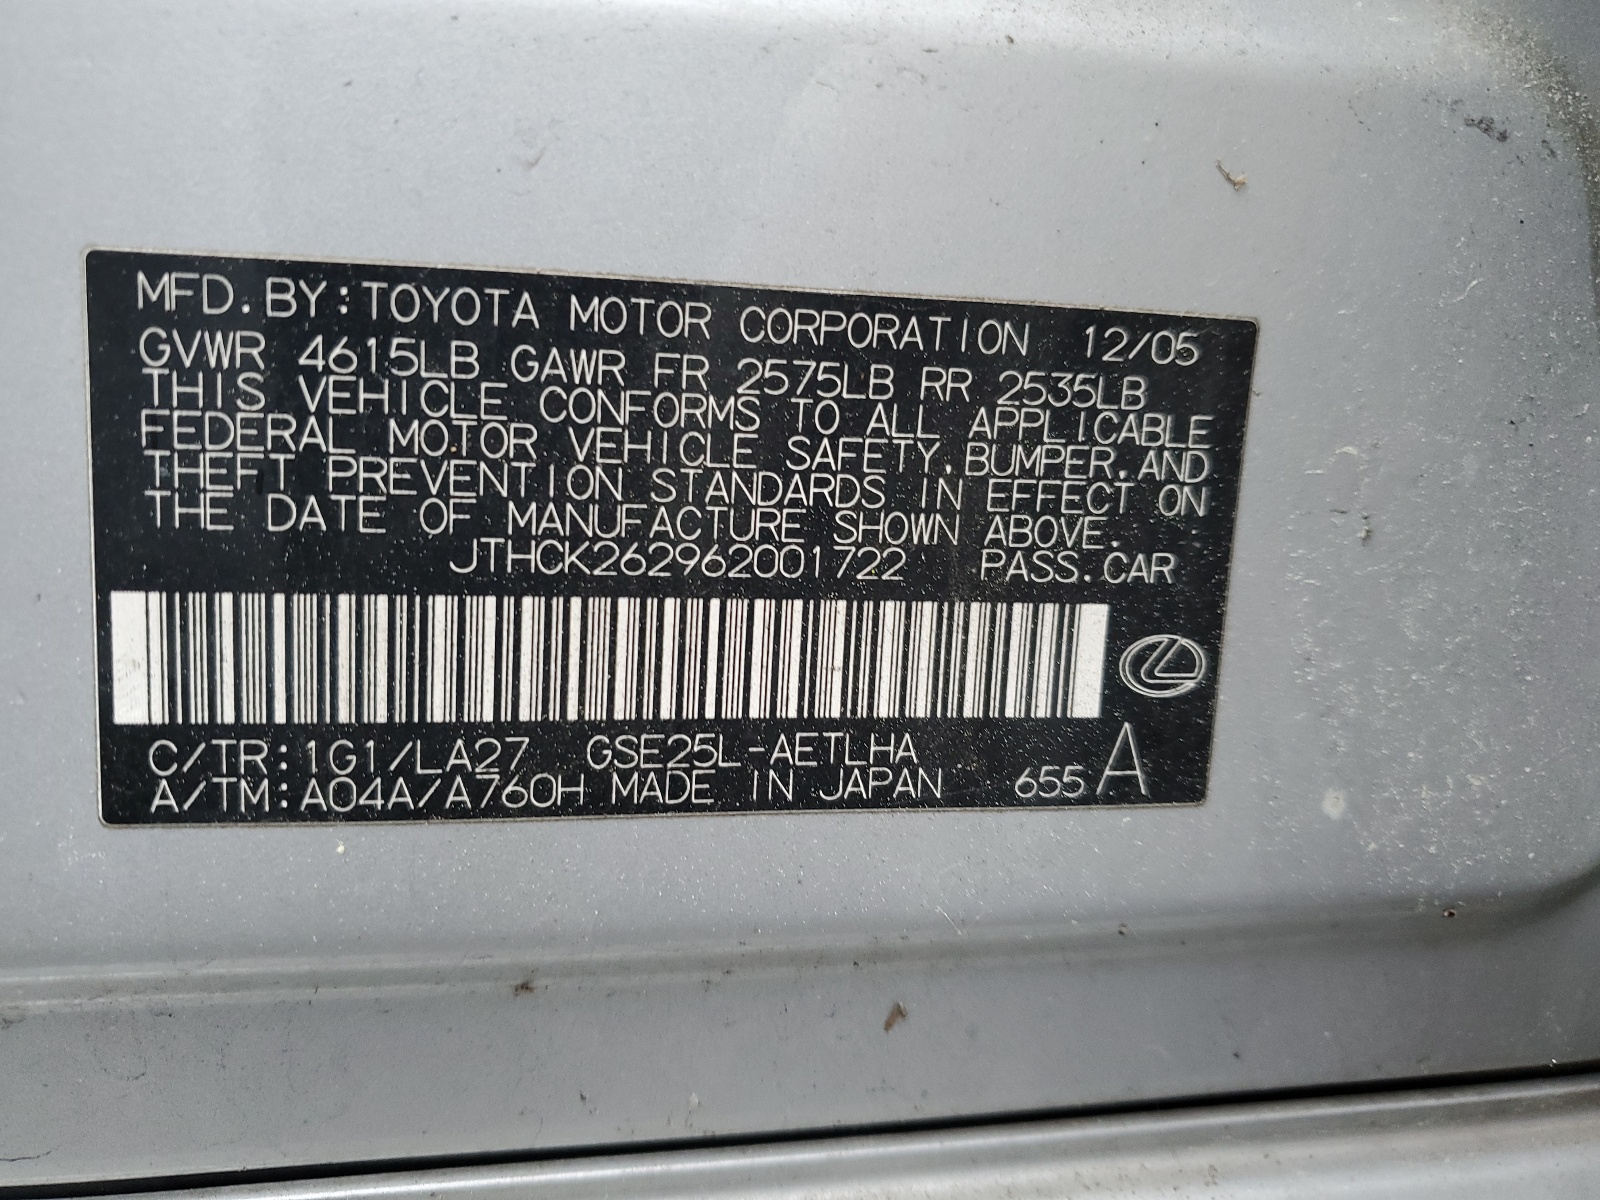 MFD. BY: TOYOTA MOTOR CORPORATION 12/05
GVWR 4615LB GAWR FR 2575LB RR 2535LB
THIS VEHICLE CONFORMS TO ALL APPLICABLE
FEDERAL MOTOR VEHICLE SAFETY, BUMPER, AND
THEFT PREVENTION STANDARDS IN EFFECT ON
THE DATE OF MANUFACTURE SHOWN ABOVE.
JTHCK262962001722 PASS. CAR
C/TR: 1G1/LA27 GSE25L-AETLHA
A/TM: A04A/A760H MADE IN JAPAN 655 A